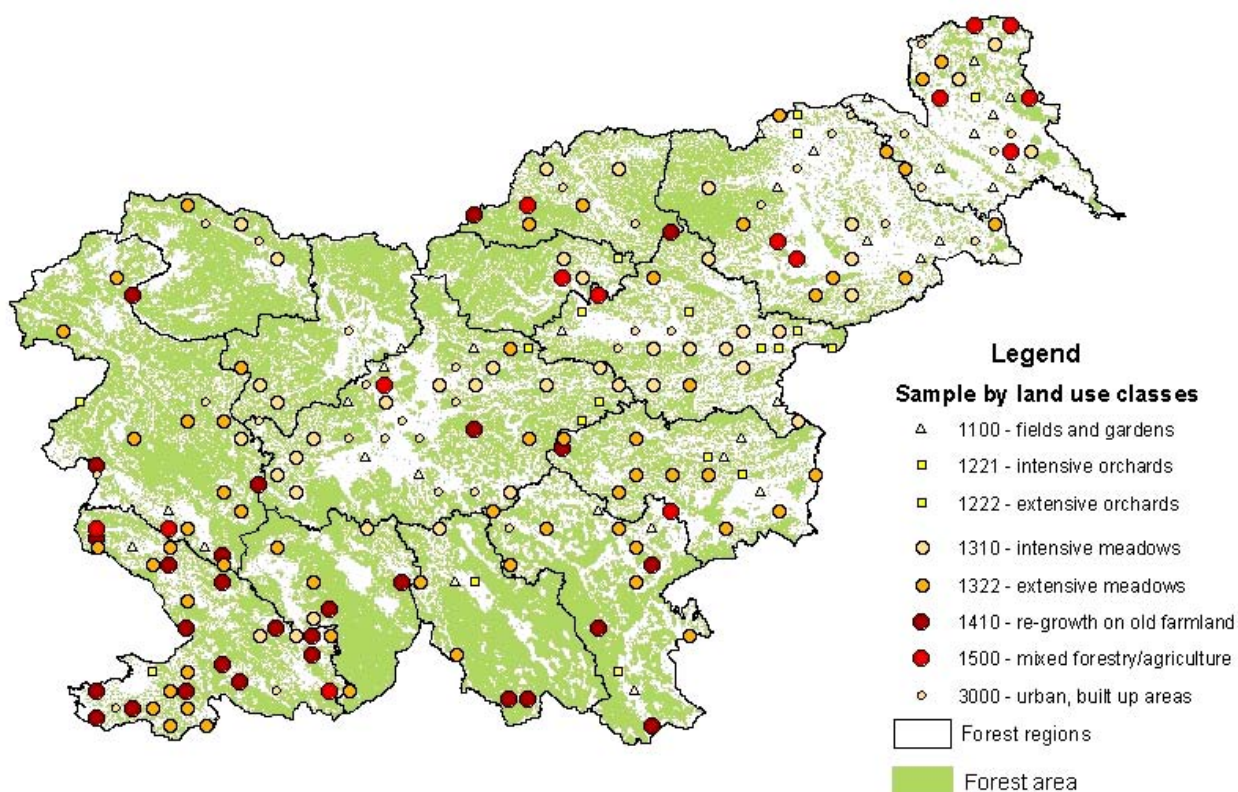 Legend
Sample by land use classes
1100 - fields and gardens
1221 - intensive orchards
1222 - extensive orchards
1310 - intensive meadows
1322 - extensive meadows
1410 - re-growth on old farmland
1500 - mixed forestry/agriculture
3000 - urban, built up areas
Forest regions
Forest area